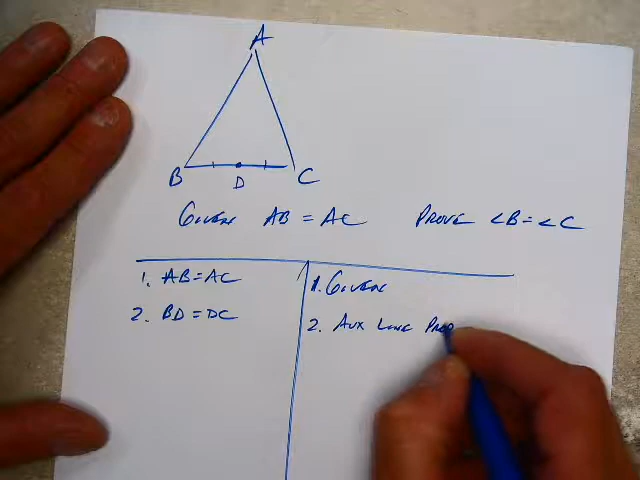 A
B D C
GIVEN AB = AC PROVE ∠B = ∠C
1. AB = AC 1. GIVEN
2. BD = DC 2. AUX LINE